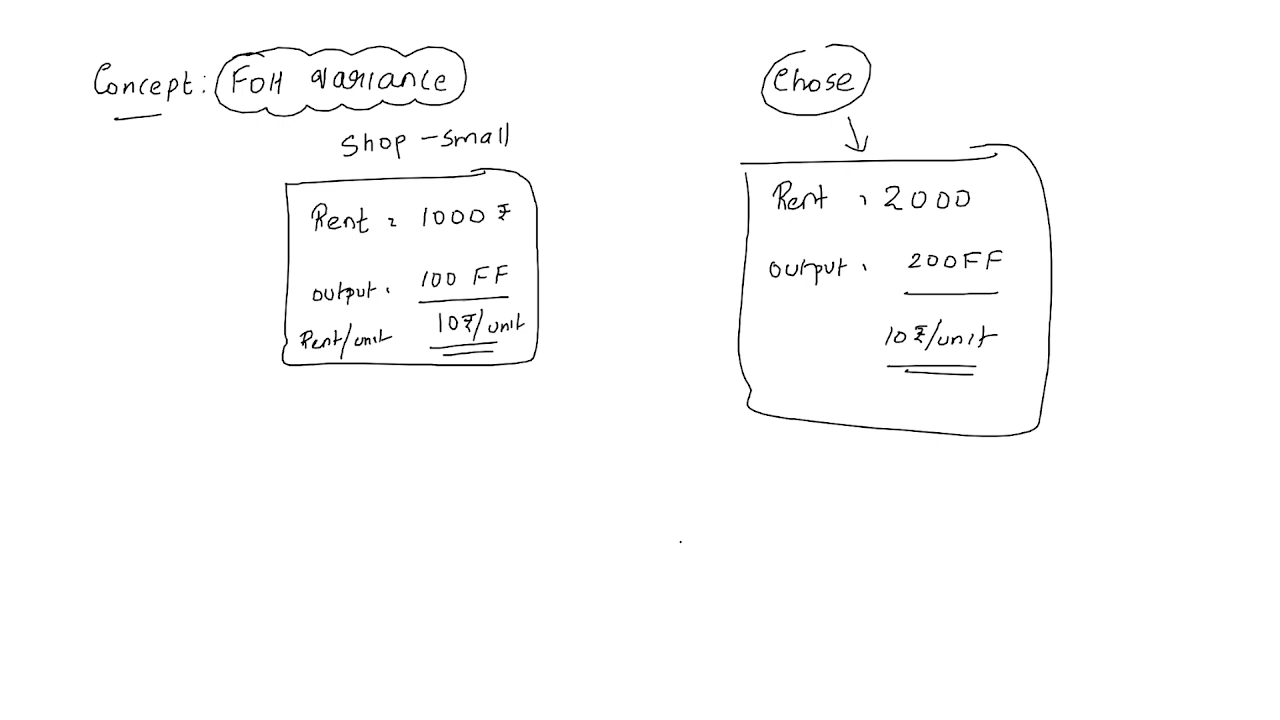 Concept: FOH Variance
Shop - small
Rent = 1000 ₹
output = 100 FF
Rent/unit 10₹/unit
Chose
Rent = 2000
output = 200FF
10₹/unit